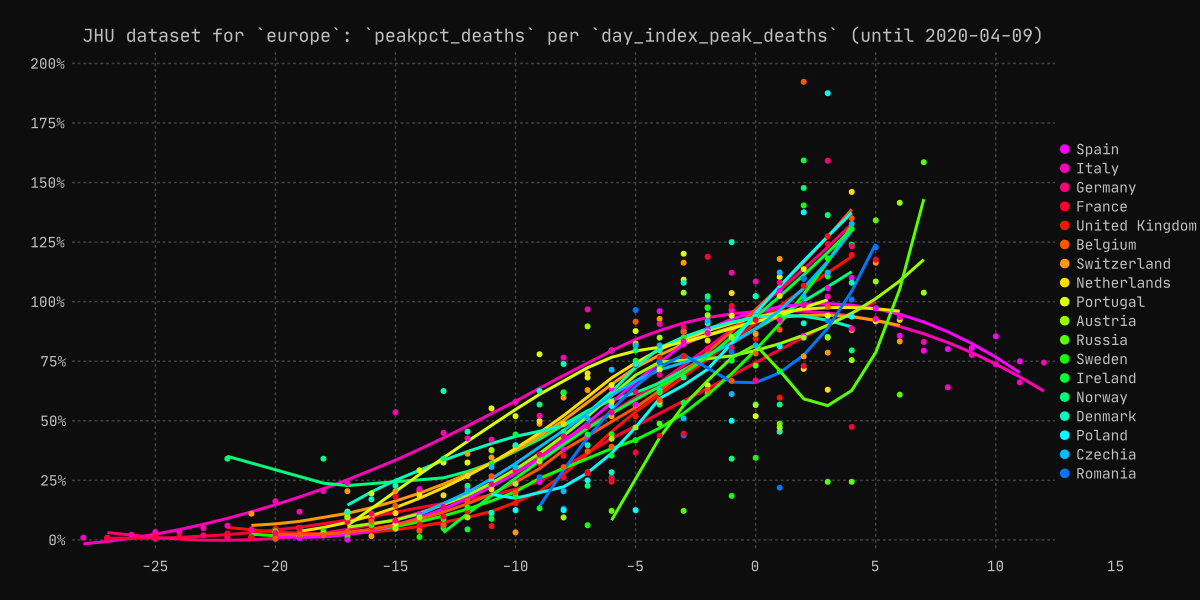 JHU dataset for `europe`: `peakpct_deaths` per `day_index_peak_deaths` (until 2020-04-09)
200%
175%
150%
125%
100%
75%
50%
25%
0%
-25
-20
-15
-10
-5
0
5
10
15
Spain
Italy
Germany
France
United Kingdom
Belgium
Switzerland
Netherlands
Portugal
Austria
Russia
Sweden
Ireland
Norway
Denmark
Poland
Czechia
Romania